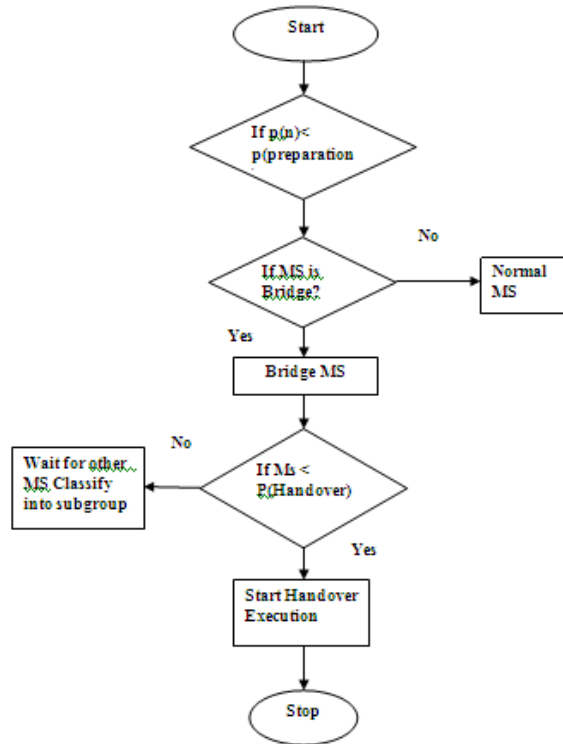 Start
If p(n)<
p(preparation
.
No
If MS is
Bridge?
Normal
MS
Yes
Bridge MS
No
Wait for other
MS Classify
into subgroup
If Ms <
P(Handover)
Yes
Start Handover
Execution
Stop